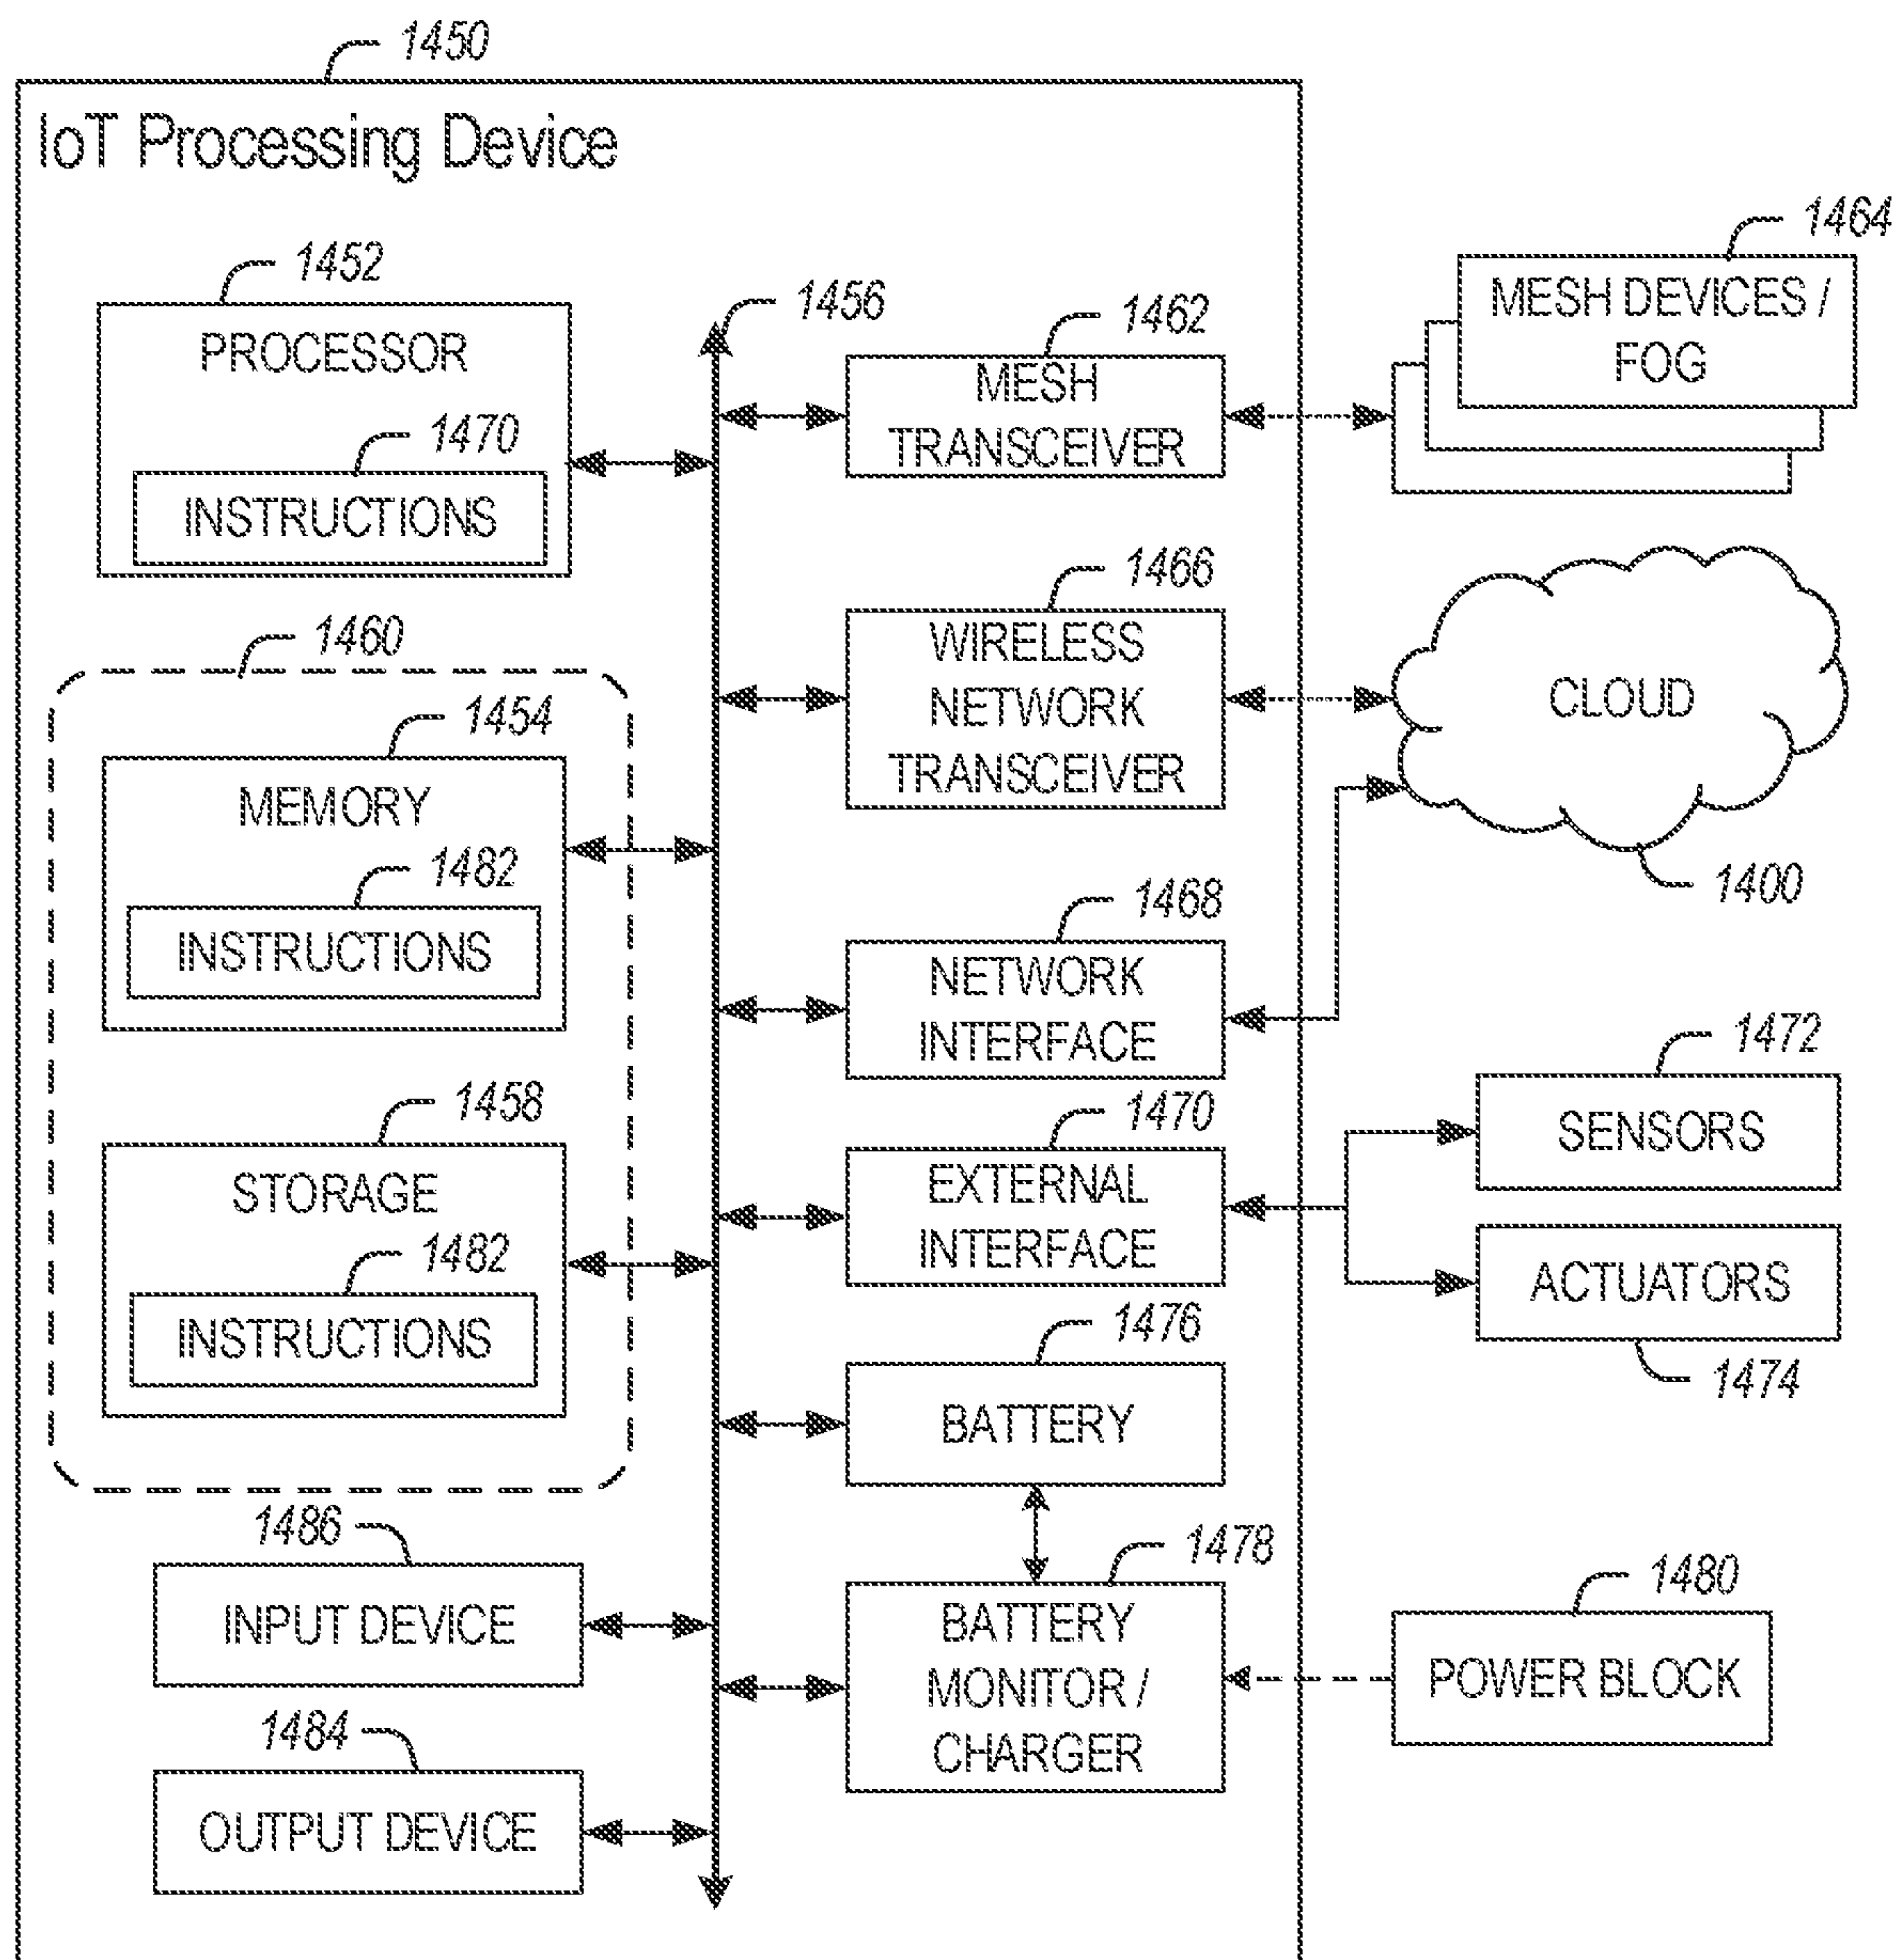 1450
IoT Processing Device
1452
PROCESSOR
1470
INSTRUCTIONS
1460
1454
MEMORY
1482
INSTRUCTIONS
1458
STORAGE
1482
INSTRUCTIONS
1486
INPUT DEVICE
1484
OUTPUT DEVICE
1456
1462
MESH
TRANSCEIVER
1466
WIRELESS
NETWORK
TRANSCEIVER
1468
NETWORK
INTERFACE
1470
EXTERNAL
INTERFACE
1476
BATTERY
1478
BATTERY
MONITOR /
CHARGER
1464
MESH DEVICES /
FOG
CLOUD
1400
1472
SENSORS
ACTUATORS
1474
1480
POWER BLOCK